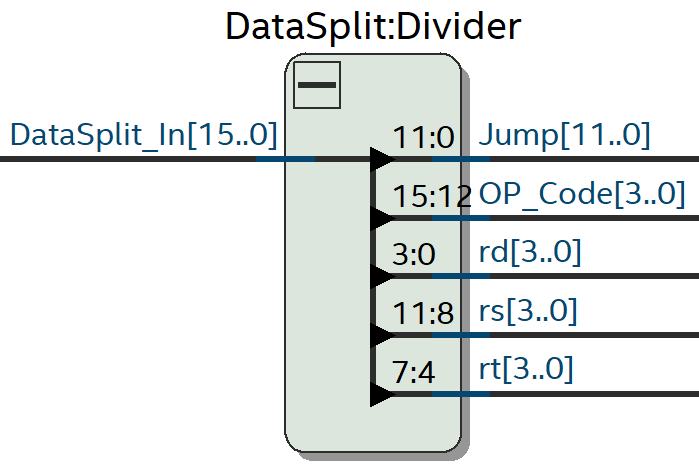 DataSplit:Divider
DataSplit_In[15..0]
11:0 Jump[11..0]
15:12 OP_Code[3..0]
3:0 rd[3..0]
11:8 rs[3..0]
7:4 rt[3..0]